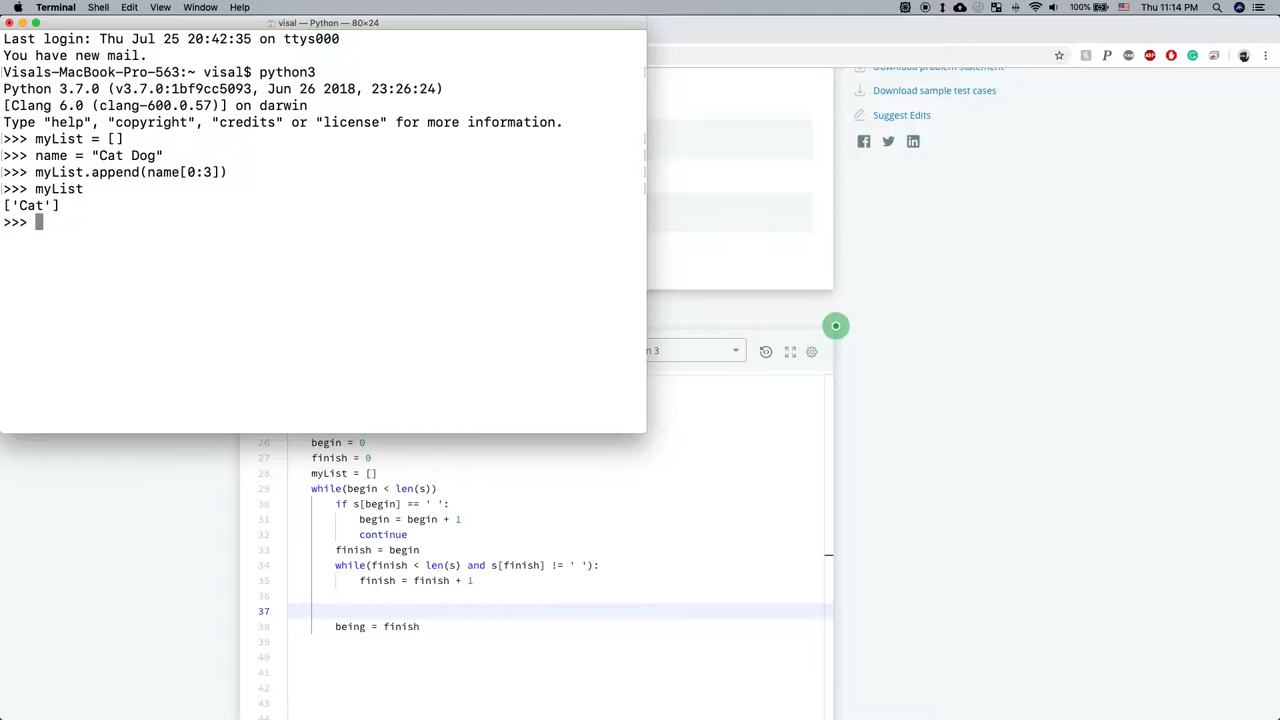 Terminal Shell Edit View Window Help
100% Thu 11:14 PM
visal — Python — 80×24
Last login: Thu Jul 25 20:42:35 on ttys000
You have new mail.
Visals-MacBook-Pro-563:~ visal$ python3
Python 3.7.0 (v3.7.0:1bf9cc5093, Jun 26 2018, 23:26:24)
[Clang 6.0 (clang-600.0.57)] on darwin
Type "help", "copyright", "credits" or "license" for more information.
>>> myList = []
>>> name = "Cat Dog"
>>> myList.append(name[0:3])
>>> myList
['Cat']
>>>
Download problem statement
Download sample test cases
Suggest Edits
n 3
26 begin = 0
27 finish = 0
28 myList = []
29 while(begin < len(s))
30 if s[begin] == ' ':
31 begin = begin + 1
32 continue
33 finish = begin
34 while(finish < len(s) and s[finish] != ' '):
35 finish = finish + 1
36
37
38 being = finish
39
40
41
42
43
44